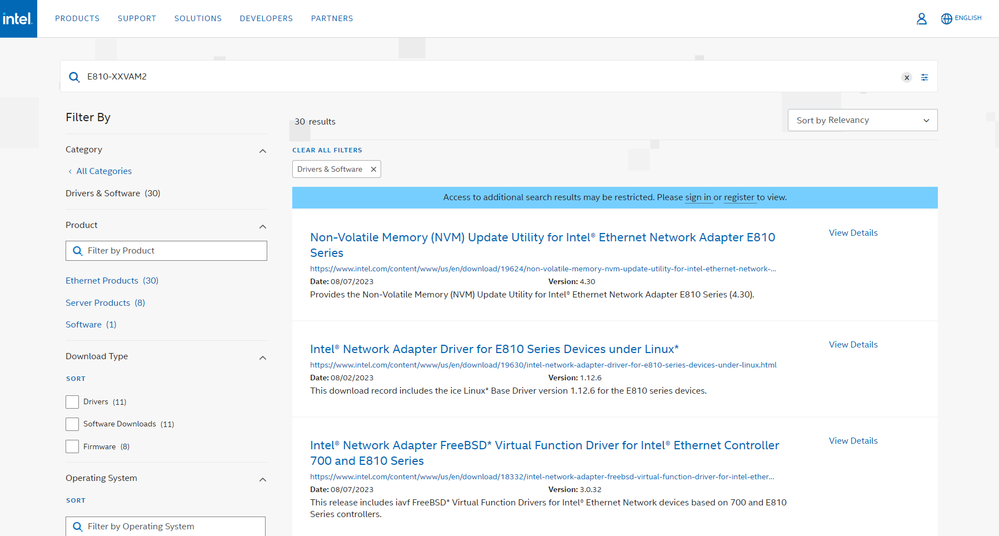 intel.
PRODUCTS
SUPPORT
SOLUTIONS
DEVELOPERS
PARTNERS
ENGLISH
E810-XXVAM2
x
Filter By
Category
All Categories
Drivers & Software (30)
Product
Filter by Product
Ethernet Products (30)
Server Products (8)
Software (1)
Download Type
SORT
Drivers (11)
Software Downloads (11)
Firmware (8)
Operating System
SORT
Filter by Operating System
30 results
Sort by Relevancy
CLEAR ALL FILTERS
Drivers & Software
Access to additional search results may be restricted. Please sign in or register to view.
Non-Volatile Memory (NVM) Update Utility for Intel® Ethernet Network Adapter E810
Series
View Details
https://www.intel.com/content/www/us/en/download/19624/non-volatile-memory-nvm-update-utility-for-intel-ethernet-network-...
Date: 08/07/2023
Version: 4.30
Provides the Non-Volatile Memory (NVM) Update Utility for Intel® Ethernet Network Adapter E810 Series (4.30).
Intel® Network Adapter Driver for E810 Series Devices under Linux*
View Details
https://www.intel.com/content/www/us/en/download/19630/intel-network-adapter-driver-for-e810-series-devices-under-linux.html
Date: 08/02/2023
Version: 1.12.6
This download record includes the ice Linux* Base Driver version 1.12.6 for the E810 series devices.
Intel® Network Adapter FreeBSD* Virtual Function Driver for Intel® Ethernet Controller
700 and E810 Series
View Details
https://www.intel.com/content/www/us/en/download/18332/intel-network-adapter-freebsd-virtual-function-driver-for-intel-ether...
Date: 08/07/2023
Version: 3.0.32
This release includes iavf FreeBSD* Virtual Function Drivers for Intel® Ethernet Network devices based on 700 and E810
Series controllers.